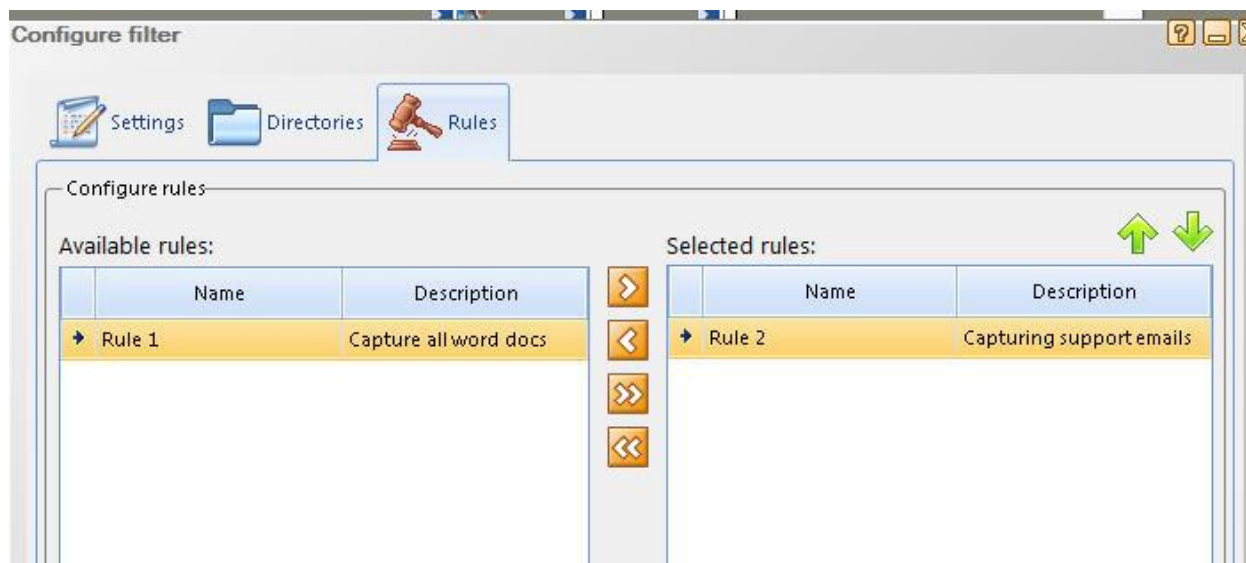 Configure filter
Settings Directories Rules
Configure rules
Available rules: Selected rules:
Name Description Name Description
Rule 1 Capture all word docs Rule 2 Capturing support emails